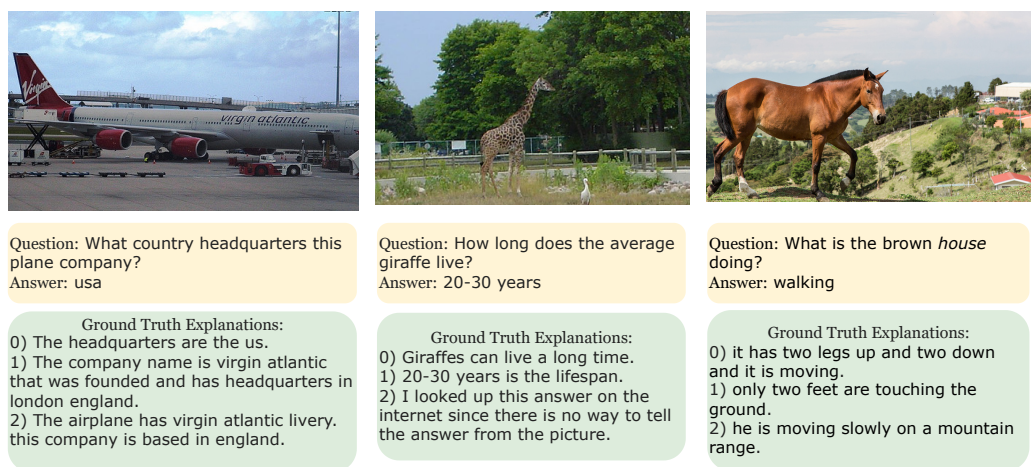 Virgin
virgin atlantic
Question: What country headquarters this
plane company?
Answer: usa
Ground Truth Explanations:
0) The headquarters are the us.
1) The company name is virgin atlantic
that was founded and has headquarters in
london england.
2) The airplane has virgin atlantic livery.
this company is based in england.
Question: How long does the average
giraffe live?
Answer: 20-30 years
Ground Truth Explanations:
0) Giraffes can live a long time.
1) 20-30 years is the lifespan.
2) I looked up this answer on the
internet since there is no way to tell
the answer from the picture.
Question: What is the brown house
doing?
Answer: walking
Ground Truth Explanations:
0) it has two legs up and two down
and it is moving.
1) only two feet are touching the
ground.
2) he is moving slowly on a mountain
range.